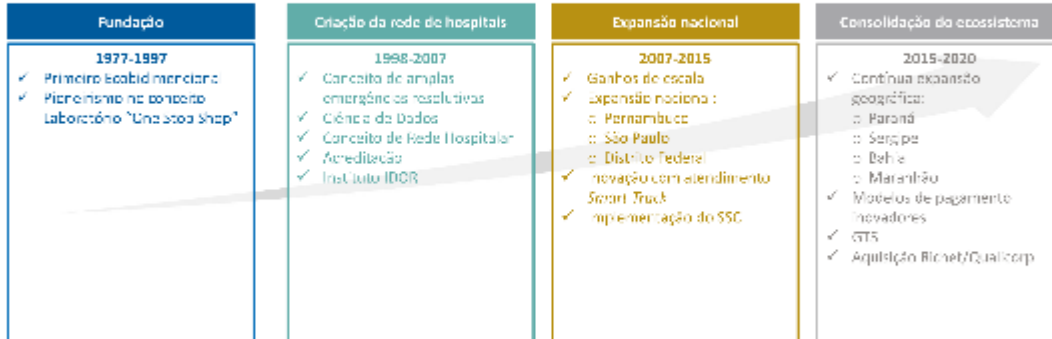 Fundação
1977-1997
✓ Primeiro Ecobidimencional
✓ Pioneirismo no conceito
Laboratório "One Stop Shop"
Criação da rede de hospitais
1998-2007
✓ Conceito de amplas
emergências resolutivas
✓ Ciência de Dados
✓ Conceito de Rede Hospitalar
✓ Acreditação
✓ Instituto IDOR
Expansão nacional
2007-2015
✓ Ganhos de escala
✓ Expansão nacional:
o Pernambuco
o São Paulo
o Distrito Federal
✓ Inovação com atendimento
Smart Track
✓ Implementação do SSC
Consolidação do ecossistema
2015-2020
✓ Contínua expansão
geográfica:
o Paraná
o Sergipe
o Bahia
o Maranhão
✓ Modelos de pagamento
inovadores
✓ GTS
✓ Aquisição Richet/Qualicorp